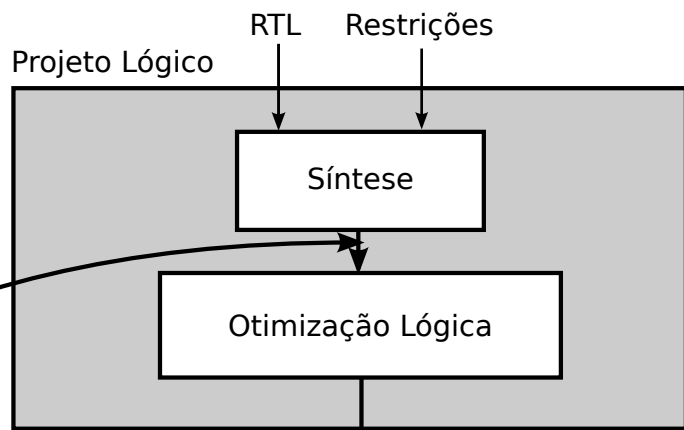 RTL Restrições
Projeto Lógico
Síntese
Otimização Lógica